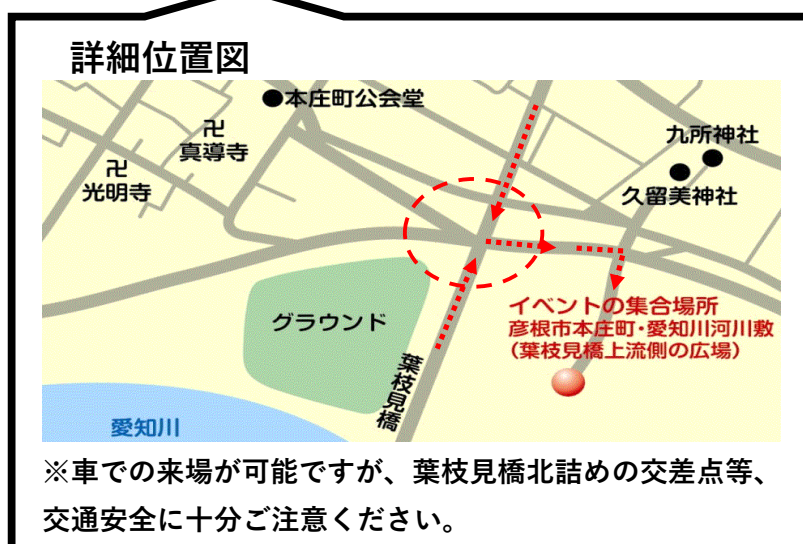 詳細位置図
●本庄町公会堂
卍
真導寺
卍
光明寺
九所神社
久留美神社
グラウンド
イベントの集合場所
彦根市本庄町・愛知川河川敷
(葉枝見橋上流側の広場)
葉枝見橋
愛知川
※車での来場が可能ですが、葉枝見橋北詰めの交差点等、
交通安全に十分ご注意ください。